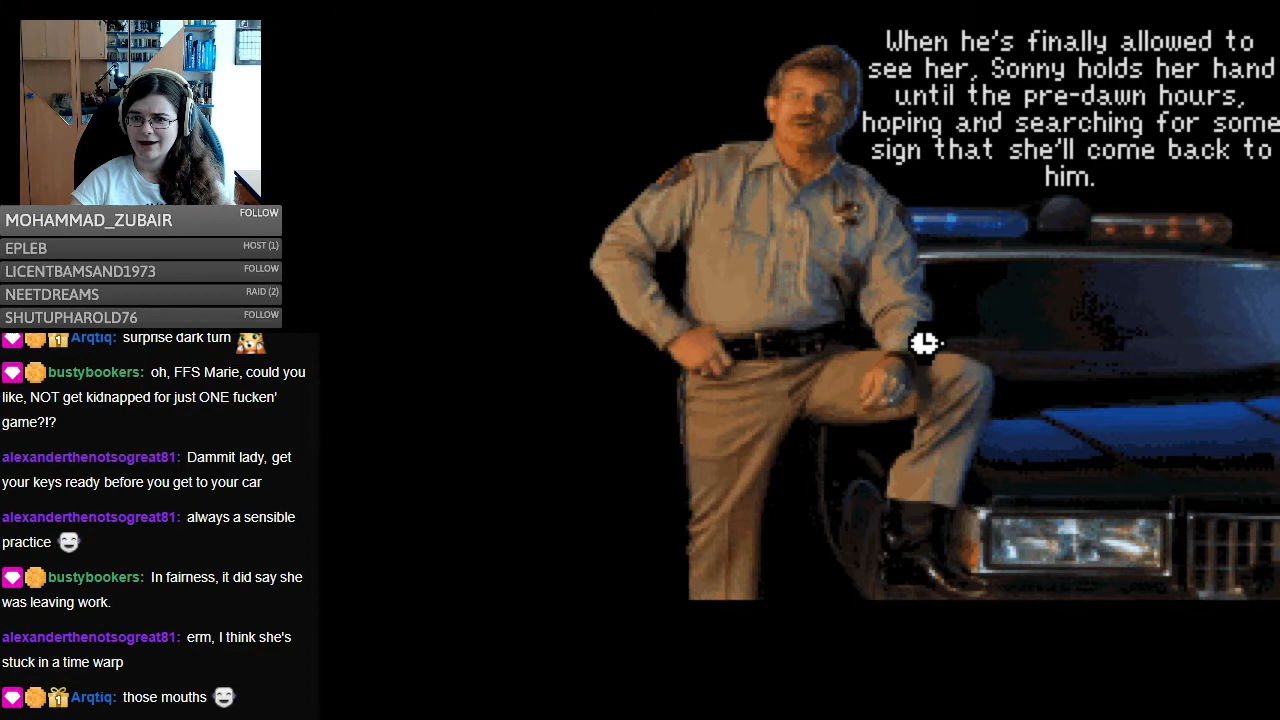 When he's finally allowed to
see her, Sonny holds her hand
until the pre-dawn hours,
hoping and searching for some
sign that she'll come back to
him.
MOHAMMAD_ZUBAIR FOLLOW
EPLEB HOST (1)
LICENTBAMSAND1973 FOLLOW
NEETDREAMS RAID (2)
SHUTUPHAROLD76 FOLLOW
1 Arqtiq: surprise dark turn
bustybookers: oh, FFS Marie, could you
like, NOT get kidnapped for just ONE fucken'
game?!?
alexanderthenotsogreat81: Dammit lady, get
your keys ready before you get to your car
alexanderthenotsogreat81: always a sensible
practice
bustybookers: In fairness, it did say she
was leaving work.
alexanderthenotsogreat81: erm, I think she's
stuck in a time warp
1 Arqtiq: those mouths